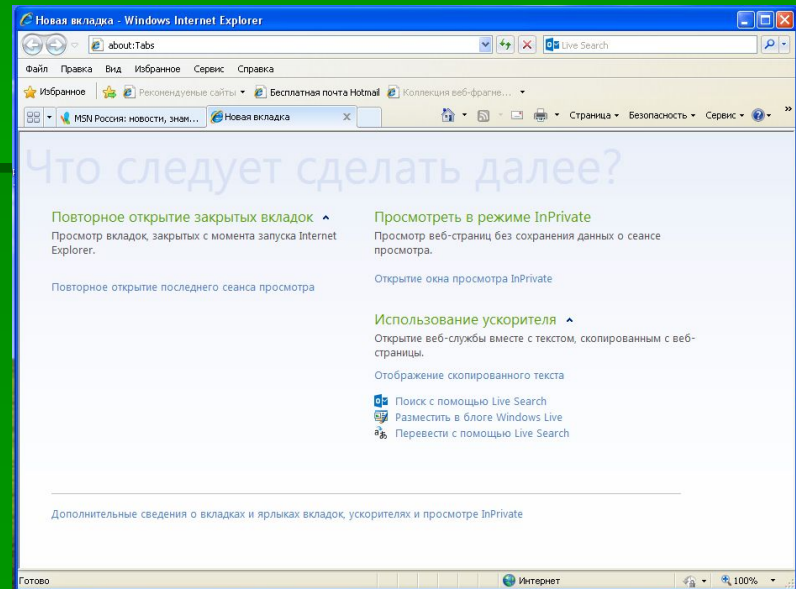 Новая вкладка - Windows Internet Explorer
about:Tabs
Live Search
Файл Правка Вид Избранное Сервис Справка
Избранное Рекомендуемые сайты Бесплатная почта Hotmail Коллекция веб-фрагме...
MSN Россия: новости, знак... Новая вкладка X Страница Безопасность Сервис »
Что следует сделать далее?
Повторное открытие закрытых вкладок
Просмотр вкладок, закрытых с момента запуска Internet
Explorer.
Повторное открытие последнего сеанса просмотра
Просмотреть в режиме InPrivate
Просмотр веб-страниц без сохранения данных о сеансе
просмотра.
Открытие окна просмотра InPrivate
Использование ускорителя
Открытие веб-службы вместе с текстом, скопированным с веб-
страницы.
Отображение скопированного текста
Поиск с помощью Live Search
Разместить в блоге Windows Live
Перевести с помощью Live Search
Дополнительные сведения о вкладках и ярлыках вкладок, ускорителях и просмотре InPrivate
Готово Интернет 100%